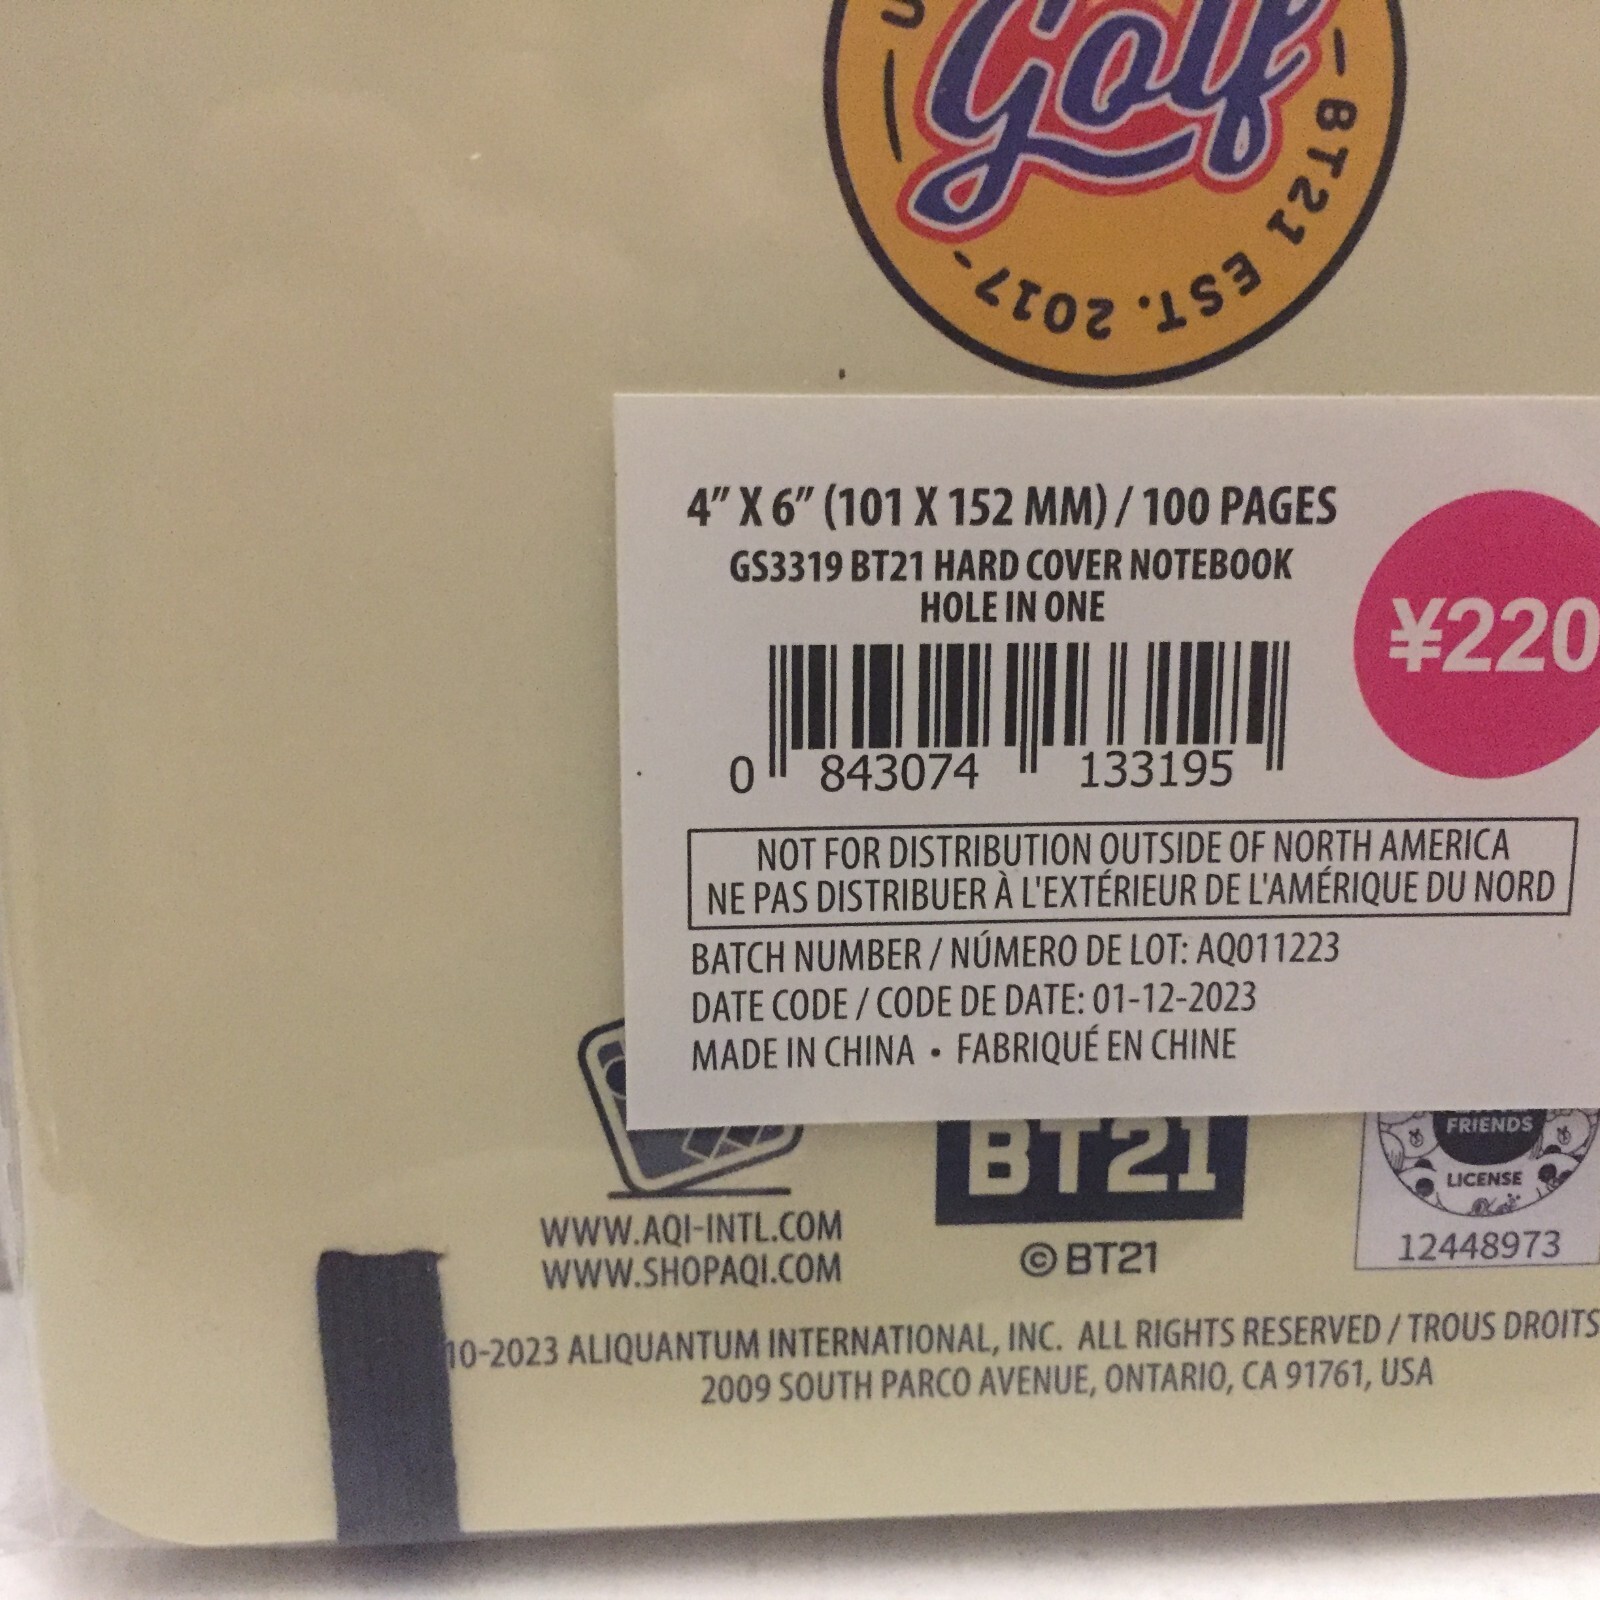 Golf
-BT21 EST. 2017-
4” X 6” (101 X 152 MM) / 100 PAGES
GS3319 BT21 HARD COVER NOTEBOOK
HOLE IN ONE
¥220
0 843074 133195
NOT FOR DISTRIBUTION OUTSIDE OF NORTH AMERICA
NE PAS DISTRIBUER À L'EXTÉRIEUR DE L'AMÉRIQUE DU NORD
BATCH NUMBER / NÚMERO DE LOT: AQ011223
DATE CODE / CODE DE DATE: 01-12-2023
MADE IN CHINA • FABRIQUÉ EN CHINE
BT21
FRIENDS
LICENSE
12448973
WWW.AQI-INTL.COM
WWW.SHOPAQI.COM
© BT21
10-2023 ALIQUANTUM INTERNATIONAL, INC. ALL RIGHTS RESERVED / TROUS DROITS
2009 SOUTH PARCO AVENUE, ONTARIO, CA 91761, USA